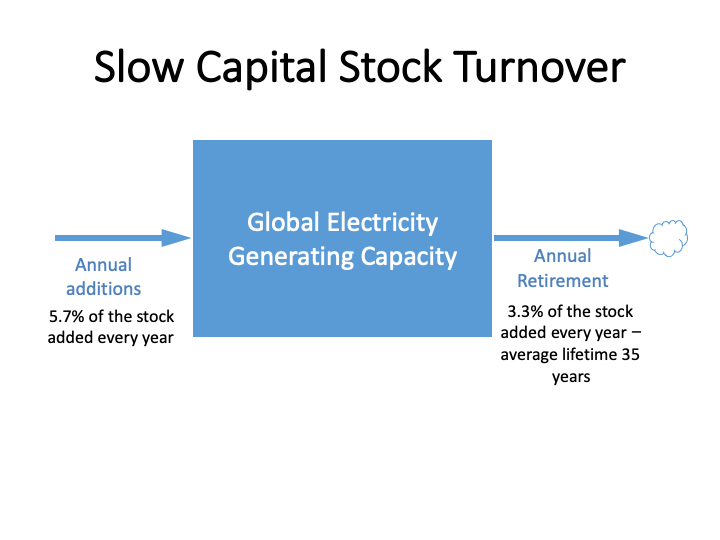 Slow Capital Stock Turnover
Global Electricity
Generating Capacity
Annual
additions
5.7% of the stock
added every year
Annual
Retirement
3.3% of the stock
added every year –
average lifetime 35
years